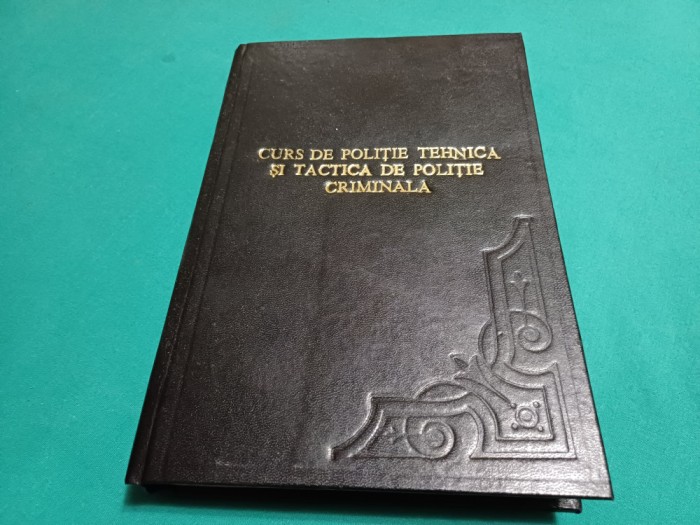 CURS DE POLIȚIE TEHNICA
ȘI TACTICA DE POLIȚIE
CRIMINALĂ